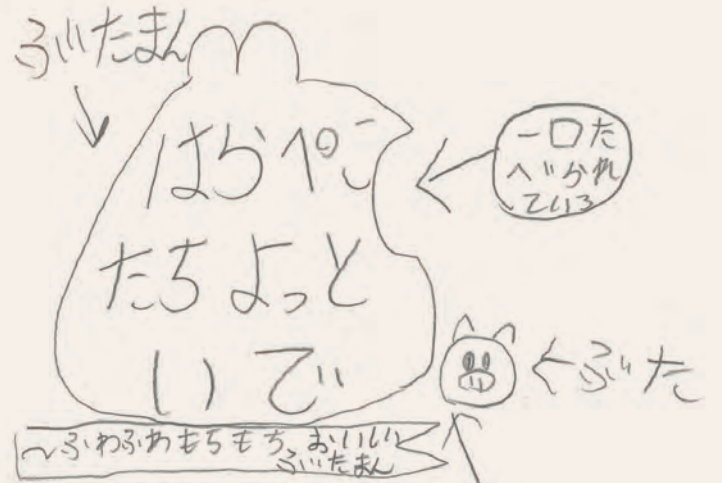 ぶたまん
はらぺこ
たちよっと
いで
一口た
べられ
ている
ぶた
～ふわふわもちもち おいしい
ぶたまん